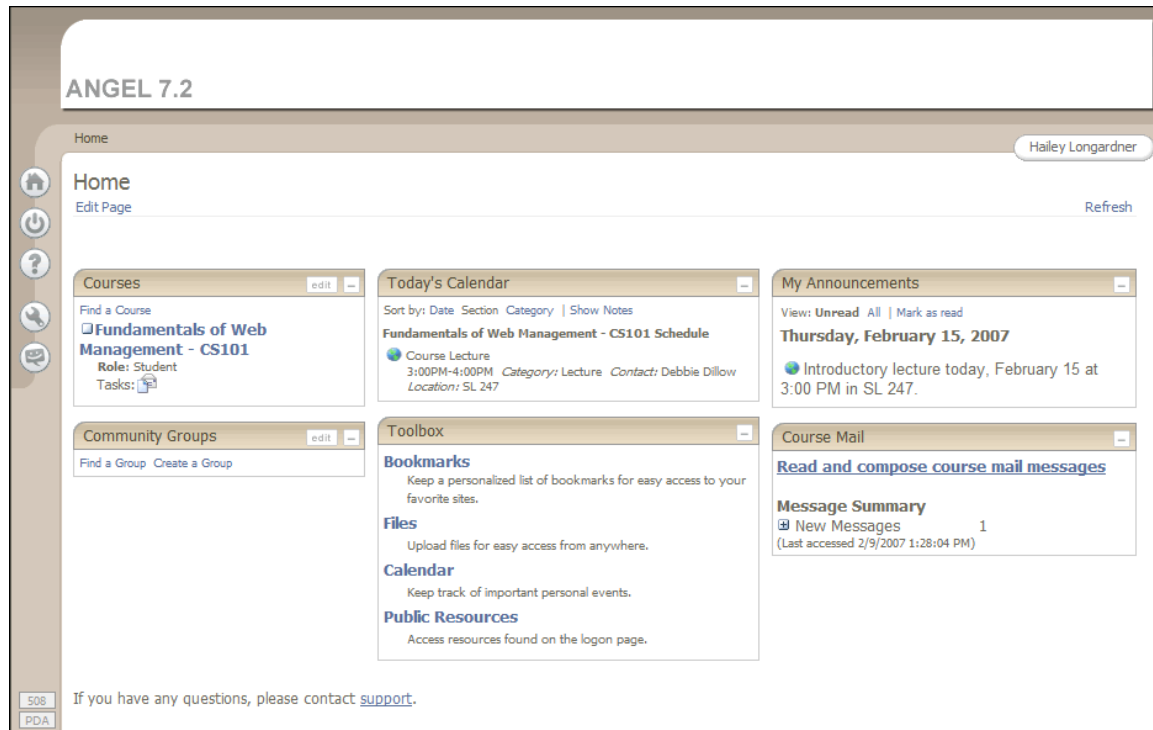 ANGEL 7.2
Home
Hailey Longardner
Home
Edit Page
Refresh
Courses
edit
Find a Course
Fundamentals of Web
Management - CS101
Role: Student
Tasks:
Community Groups
edit
Find a Group Create a Group
Today's Calendar
Sort by: Date Section Category | Show Notes
Fundamentals of Web Management - CS101 Schedule
Course Lecture
3:00PM-4:00PM Category: Lecture Contact: Debbie Dillow
Location: SL 247
Toolbox
Bookmarks
Keep a personalized list of bookmarks for easy access to your
favorite sites.
Files
Upload files for easy access from anywhere.
Calendar
Keep track of important personal events.
Public Resources
Access resources found on the logon page.
My Announcements
View: Unread All | Mark as read
Thursday, February 15, 2007
Introductory lecture today, February 15 at
3:00 PM in SL 247.
Course Mail
Read and compose course mail messages
Message Summary
New Messages 1
(Last accessed 2/9/2007 1:28:04 PM)
If you have any questions, please contact support.
508
PDA